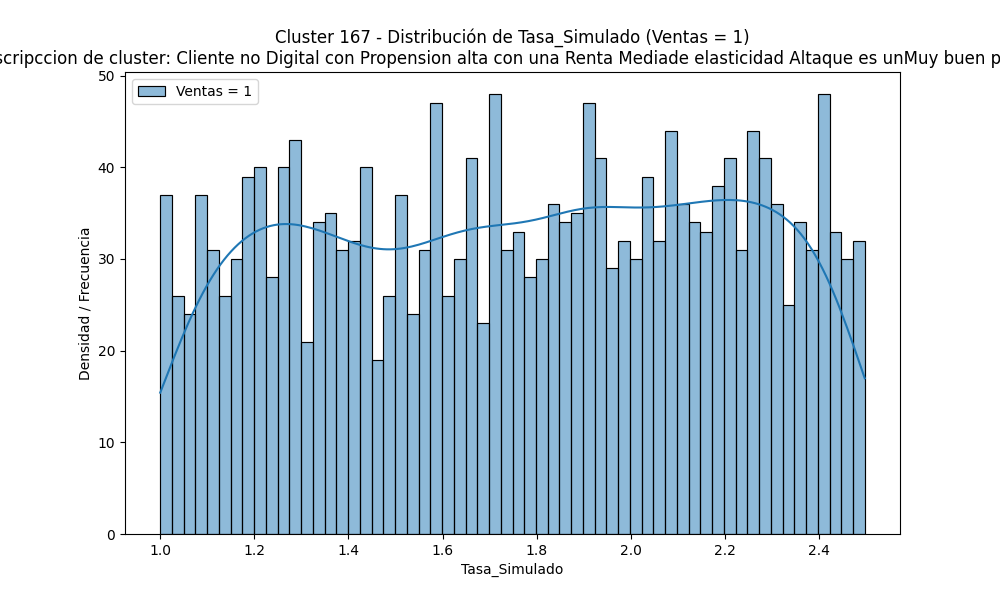 Cluster 167 - Distribución de Tasa_Simulado (Ventas = 1)
scripccion de cluster: Cliente no Digital con Propension alta con una Renta Mediade elasticidad Altaque es unMuy buen p
Ventas = 1
Densidad / Frecuencia
50
40
30
20
10
0
1.0 1.2 1.4 1.6 1.8 2.0 2.2 2.4
Tasa_Simulado